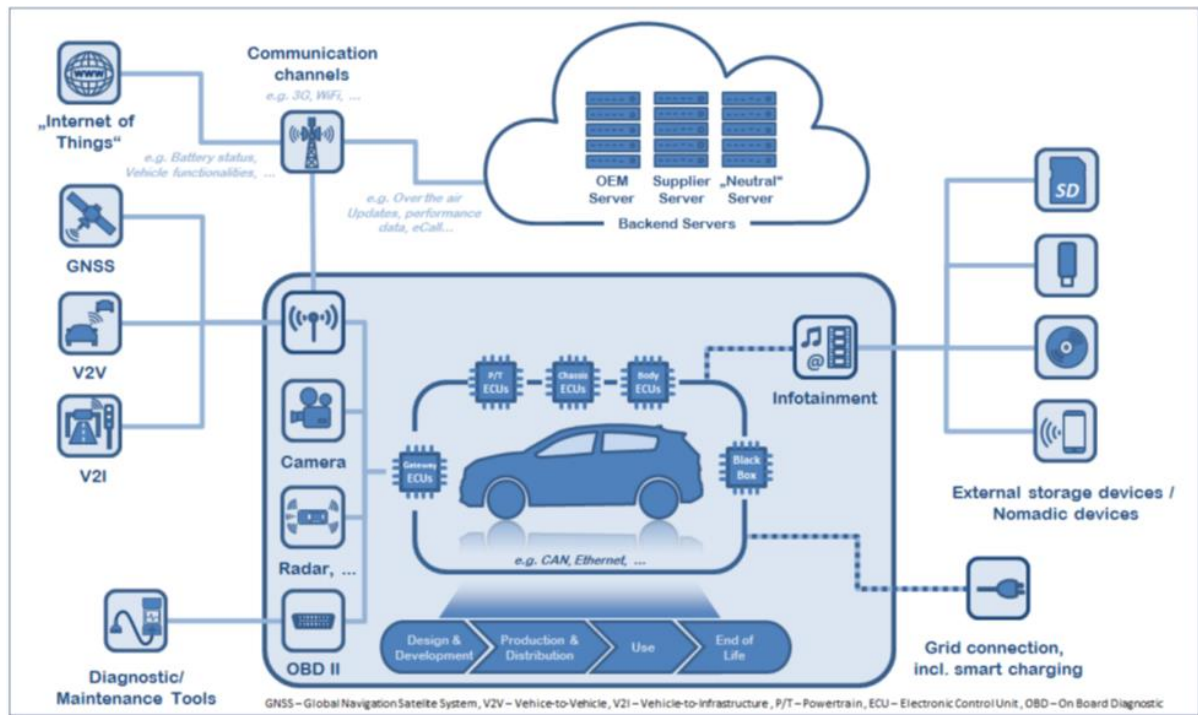 Communication
channels
e.g. 3G, WiFi, ...
WWW
„Internet of
Things“
e.g. Battery status,
Vehicle functionalities, ...
e.g. Over the air
Updates, performance
data, eCall...
OEM
Server
Supplier
Server
„Neutral“
Server
Backend Servers
GNSS
V2V
V2I
Camera
Radar, ...
OBD II
Diagnostic/
Maintenance Tools
P/T
ECUs
Chassis
ECUs
Body
ECUs
Gateway
ECUs
Black
Box
e.g. CAN, Ethernet, ...
Design &
Development
Production &
Distribution
Use
End of
Life
@
Infotainment
SD
External storage devices /
Nomadic devices
Grid connection,
incl. smart charging
GNSS – Global Navigation Satelite System, V2V – Vehice-to-Vehicle, V2I – Vehicle-to-Infrastructure, P/T – Powertrain, ECU – Electronic Control Unit, OBD – On Board Diagnostic